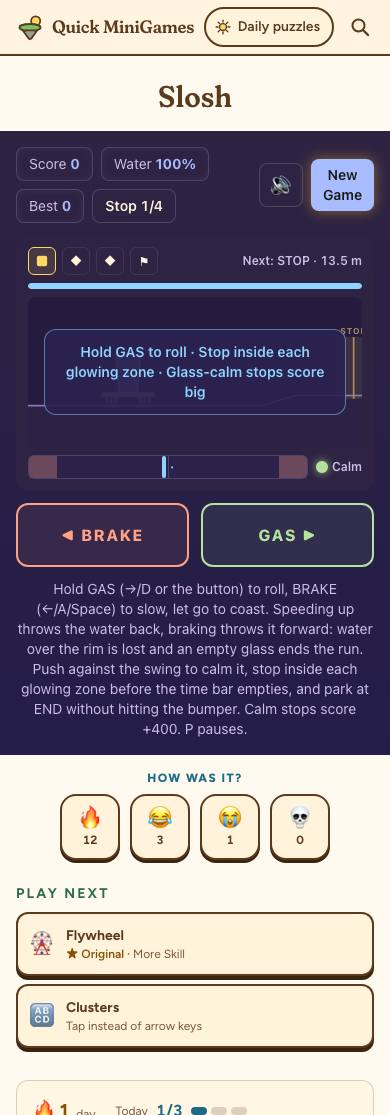 Quick MiniGames
Daily puzzles
Slosh
Score 0
Water 100%
Best 0
Stop 1/4
New
Game
Next: STOP · 13.5 m
Hold GAS to roll · Stop inside each
glowing zone · Glass-calm stops score
big
Calm
BRAKE
GAS
Hold GAS (→/D or the button) to roll, BRAKE
(←/A/Space) to slow, let go to coast. Speeding up
throws the water back, braking throws it forward: water
over the rim is lost and an empty glass ends the run.
Push against the swing to calm it, stop inside each
glowing zone before the time bar empties, and park at
END without hitting the bumper. Calm stops score
+400. P pauses.
HOW WAS IT?
12
3
1
0
PLAY NEXT
Flywheel
★ Original · More Skill
Clusters
Tap instead of arrow keys
1 day
Today 1/3